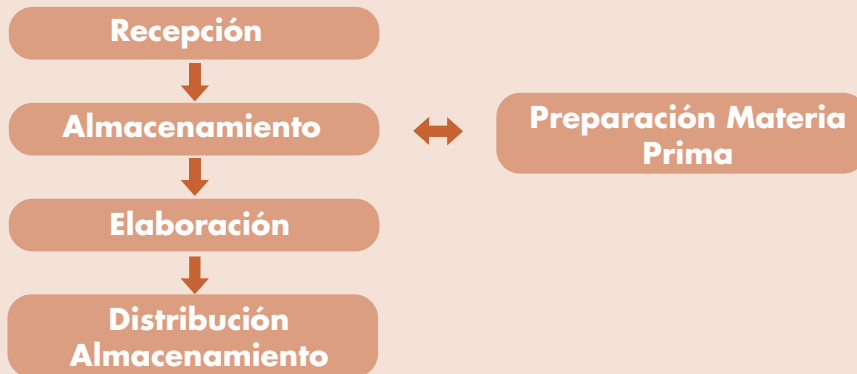 Recepción
Almacenamiento
Preparación Materia
Prima
Elaboración
Distribución
Almacenamiento